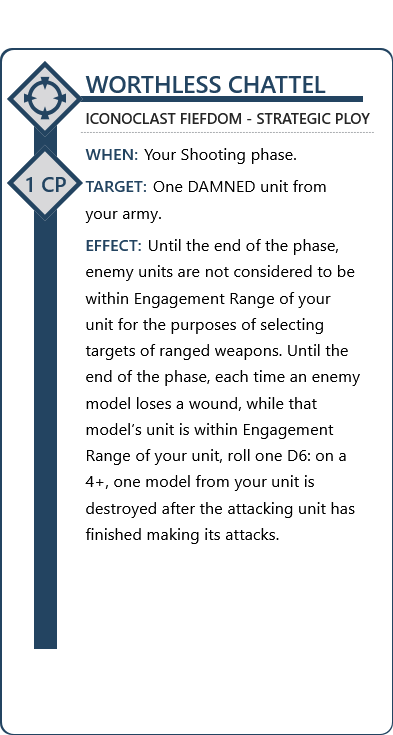 WORTHLESS CHATTEL
ICONOCLAST FIEFDOM - STRATEGIC PLOY
1 CP
WHEN: Your Shooting phase.
TARGET: One DAMNED unit from
your army.
EFFECT: Until the end of the phase,
enemy units are not considered to be
within Engagement Range of your
unit for the purposes of selecting
targets of ranged weapons. Until the
end of the phase, each time an enemy
model loses a wound, while that
model’s unit is within Engagement
Range of your unit, roll one D6: on a
4+, one model from your unit is
destroyed after the attacking unit has
finished making its attacks.